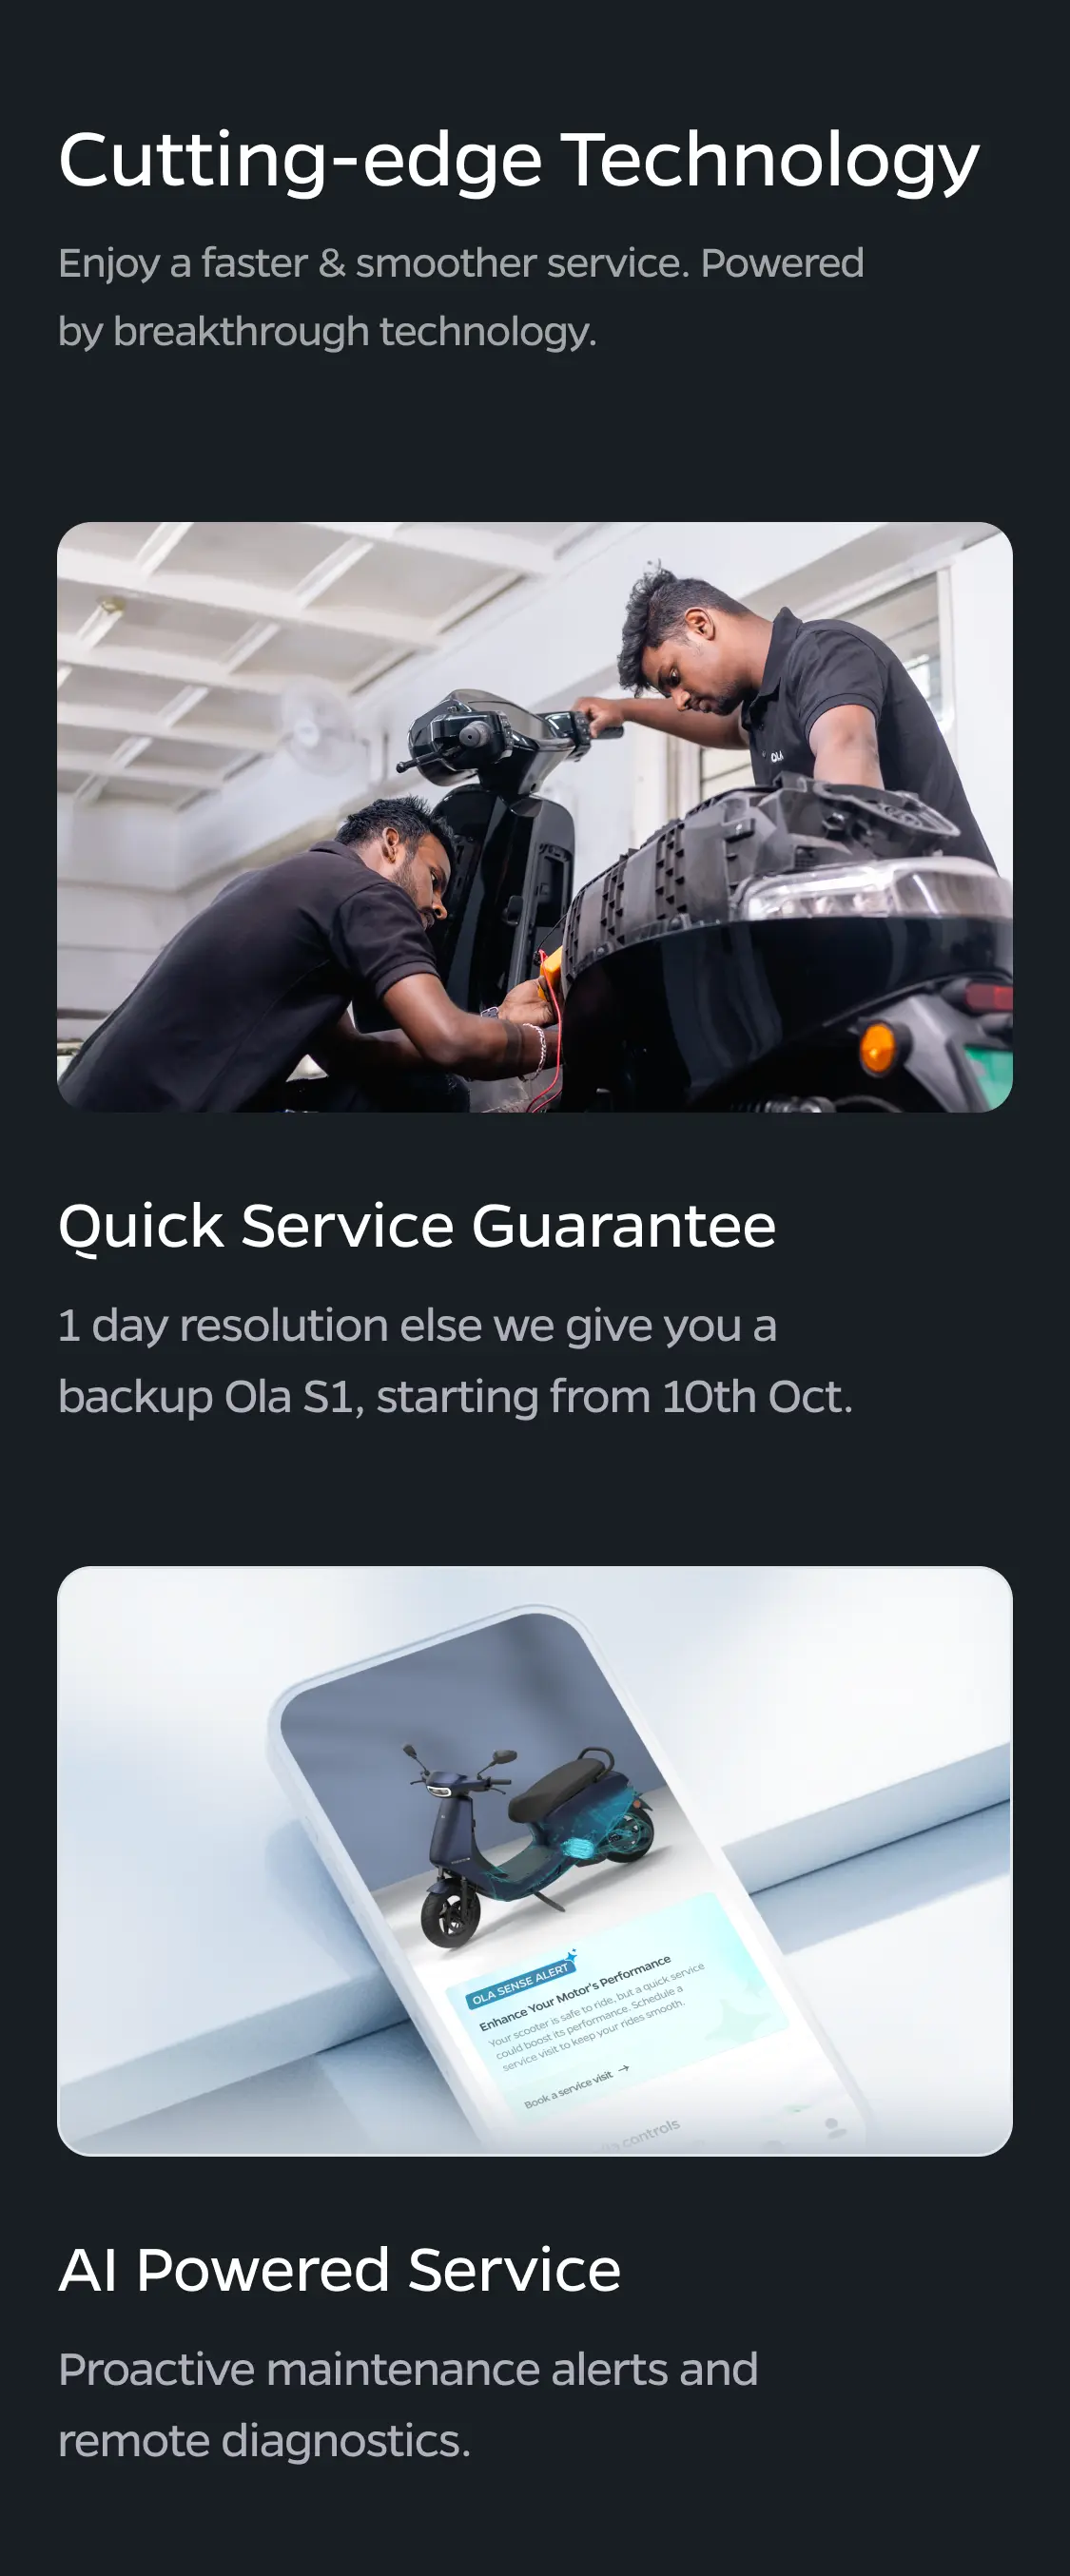 Cutting-edge Technology
Enjoy a faster & smoother service. Powered
by breakthrough technology.
OLA
Quick Service Guarantee
1 day resolution else we give you a
backup Ola S1, starting from 10th Oct.
OLA SENSE ALERT
Enhance Your Motor's Performance
Your scooter is safe to ride, but a quick service
could boost its performance. Schedule a
service visit to keep your rides smooth.
Book a service visit →
controls
AI Powered Service
Proactive maintenance alerts and
remote diagnostics.